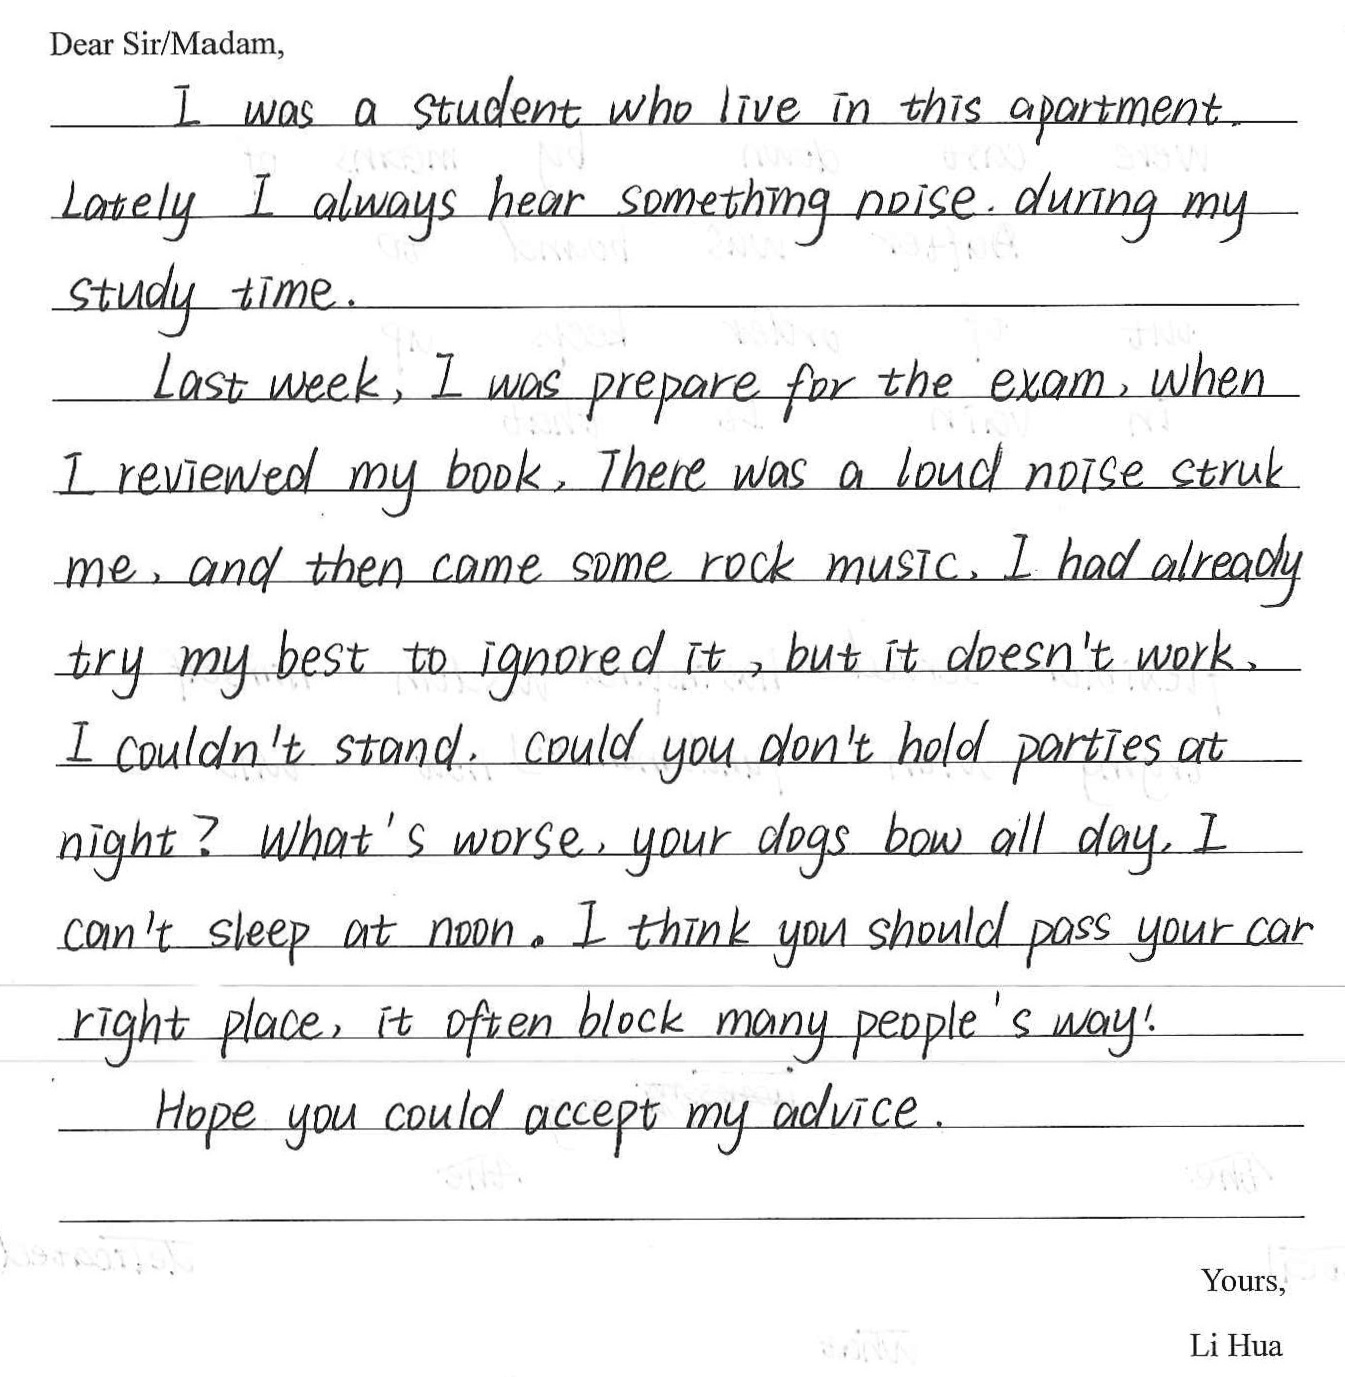 Dear Sir/Madam,
I was a student who live in this apartment.
Lately I always hear something noise. during my
study time.
Last week, I was prepare for the exam, when
I reviewed my book, There was a loud noise struk
me, and then came some rock music, I had already
try my best to ignored it, but it doesn't work,
I couldn't stand. Could you don't hold parties at
night? What's worse, your dogs bow all day, I
can't sleep at noon. I think you should pass your car
right place, it often block many people's way!
Hope you could accept my advice.
Yours,
Li Hua